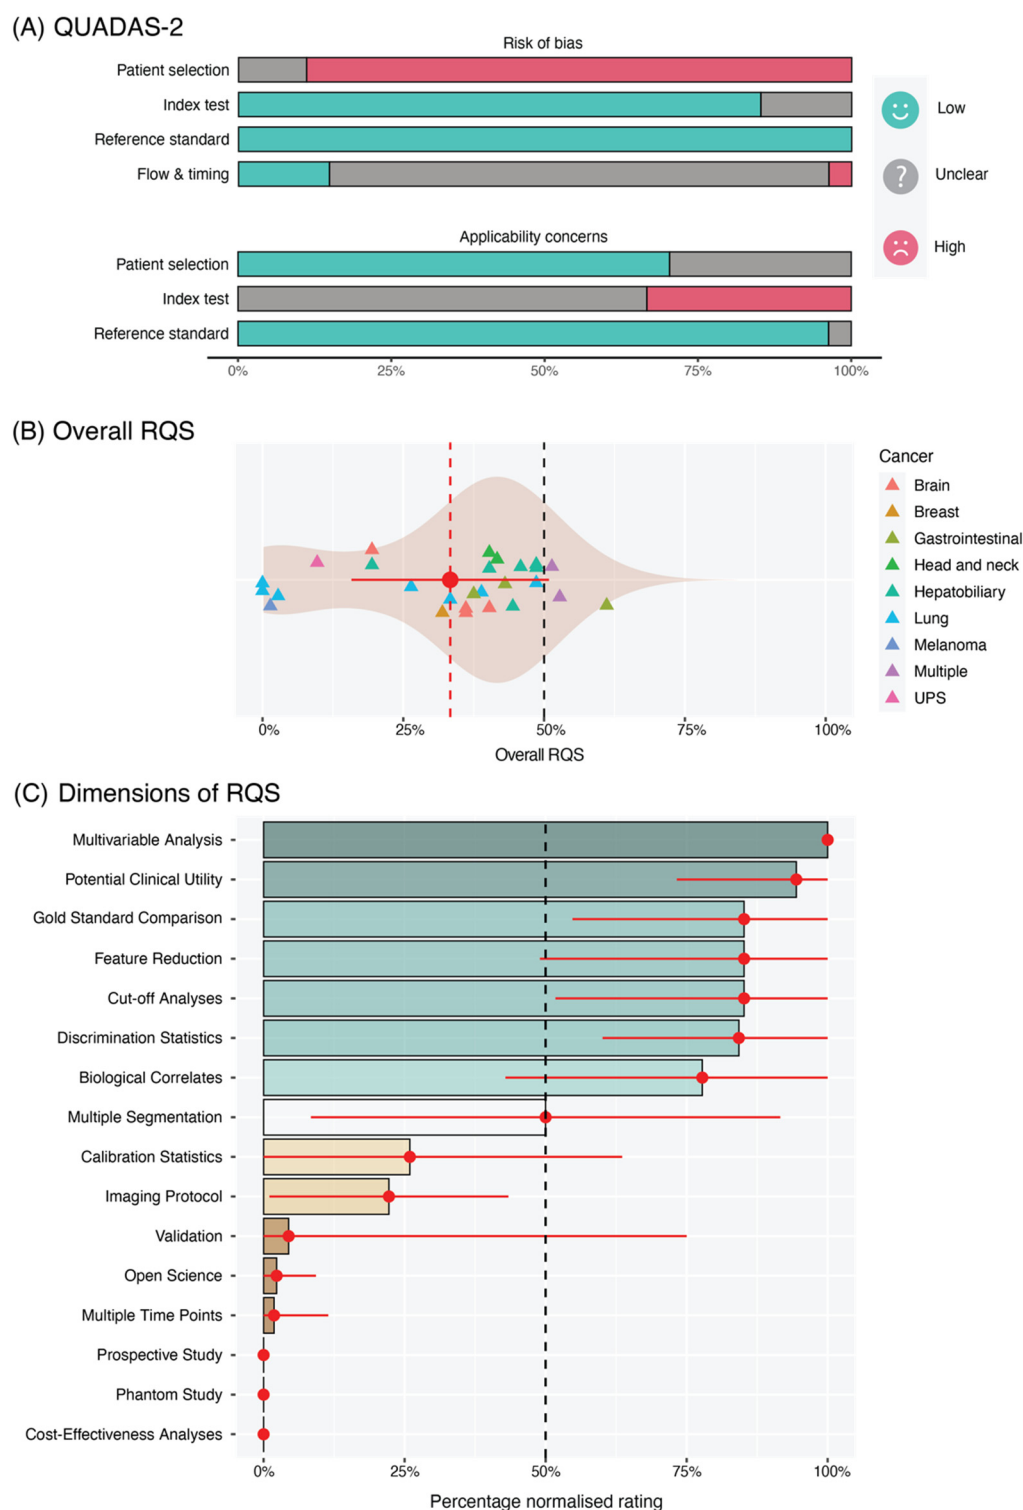 (A) QUADAS-2
Risk of bias
Patient selection
Index test
Reference standard
Flow & timing
Low
?
Unclear
High
Applicability concerns
Patient selection
Index test
Reference standard
0% 25% 50% 75% 100%
(B) Overall RQS
Cancer
Brain
Breast
Gastrointestinal
Head and neck
Hepatobiliary
Lung
Melanoma
Multiple
UPS
0% 25% 50% 75% 100%
Overall RQS
(C) Dimensions of RQS
Multivariable Analysis
Potential Clinical Utility
Gold Standard Comparison
Feature Reduction
Cut-off Analyses
Discrimination Statistics
Biological Correlates
Multiple Segmentation
Calibration Statistics
Imaging Protocol
Validation
Open Science
Multiple Time Points
Prospective Study
Phantom Study
Cost-Effectiveness Analyses
0% 25% 50% 75% 100%
Percentage normalised rating